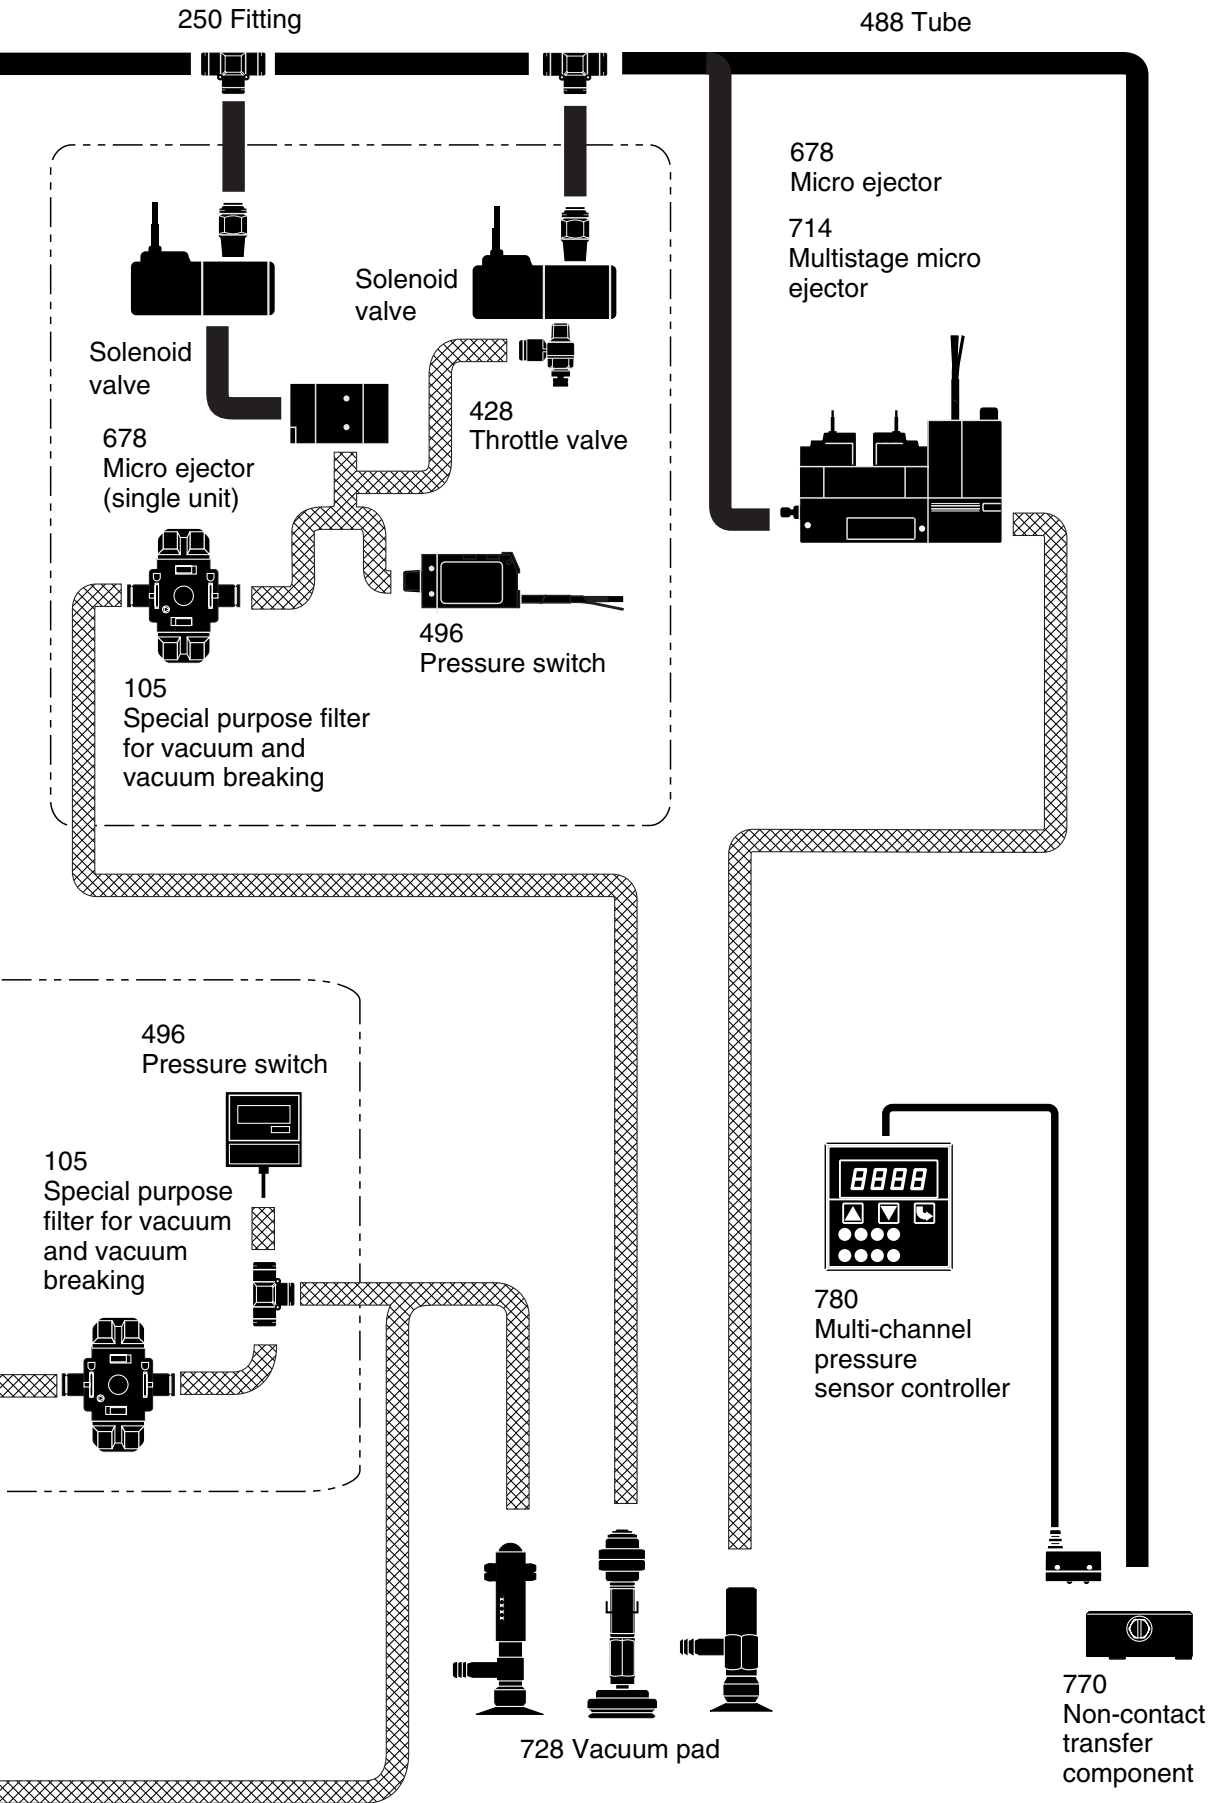 250 Fitting
488 Tube
678
Micro ejector
714
Multistage micro
ejector
Solenoid
valve
Solenoid
valve
678
Micro ejector
(single unit)
428
Throttle valve
496
Pressure switch
105
Special purpose filter
for vacuum and
vacuum breaking
496
Pressure switch
105
Special purpose
filter for vacuum
and vacuum
breaking
8888
780
Multi-channel
pressure
sensor controller
728 Vacuum pad
770
Non-contact
transfer
component